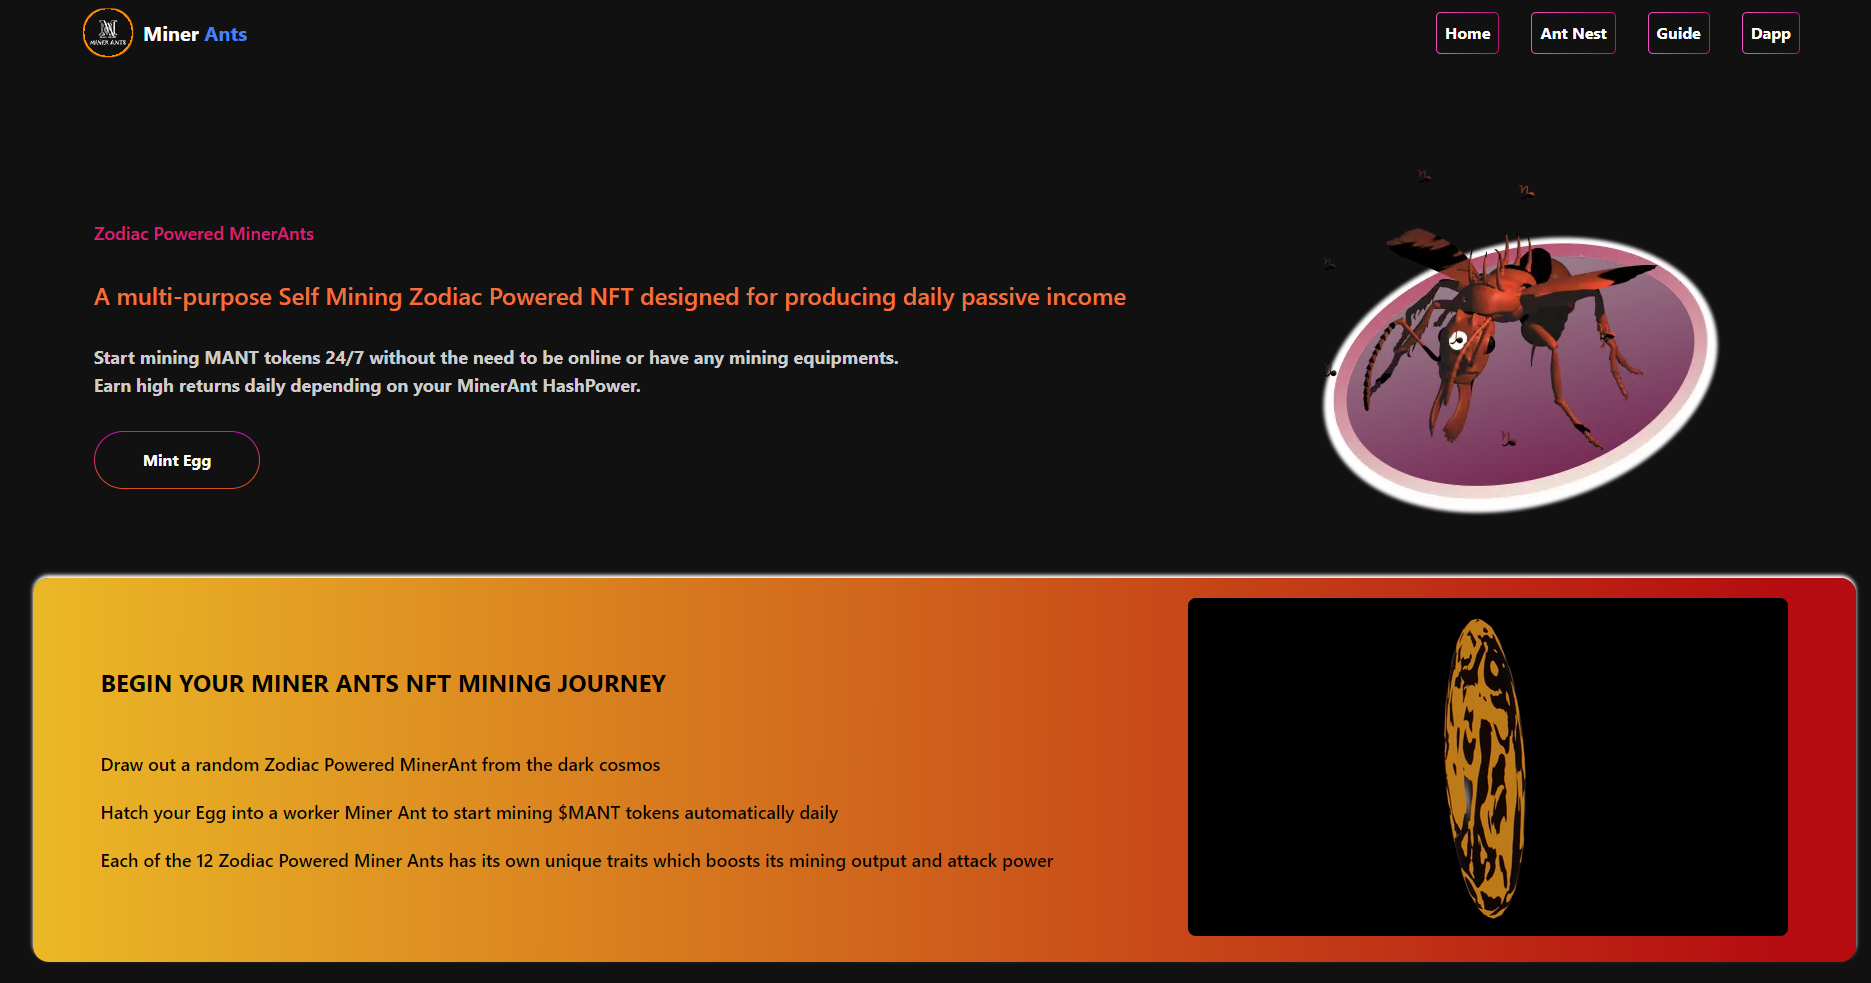 MINER ANTS
Miner Ants
Home
Ant Nest
Guide
Dapp
Zodiac Powered MinerAnts
A multi-purpose Self Mining Zodiac Powered NFT designed for producing daily passive income
Start mining MANT tokens 24/7 without the need to be online or have any mining equipments.
Earn high returns daily depending on your MinerAnt HashPower.
Mint Egg
BEGIN YOUR MINER ANTS NFT MINING JOURNEY
Draw out a random Zodiac Powered MinerAnt from the dark cosmos
Hatch your Egg into a worker Miner Ant to start mining $MANT tokens automatically daily
Each of the 12 Zodiac Powered Miner Ants has its own unique traits which boosts its mining output and attack power